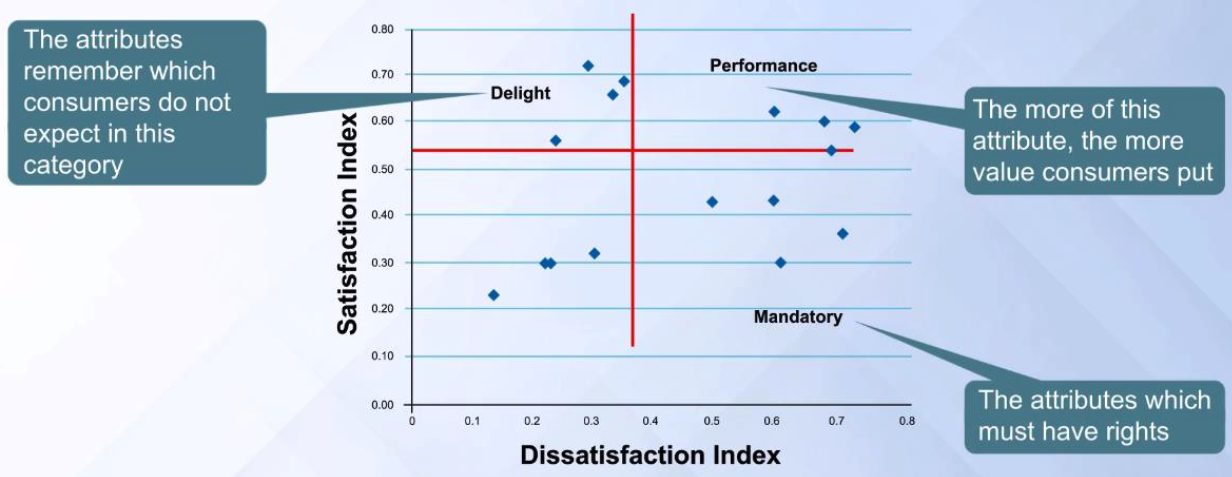 The attributes
remember which
consumers do not
expect in this
category
Satisfaction Index
0.80
0.70
0.60
0.50
0.40
0.30
0.20
0.10
0.00
Delight
Performance
Mandatory
0
0.1
0.2
0.3
0.4
0.5
0.6
0.7
0.8
Dissatisfaction Index
The more of this
attribute, the more
value consumers put
The attributes which
must have rights